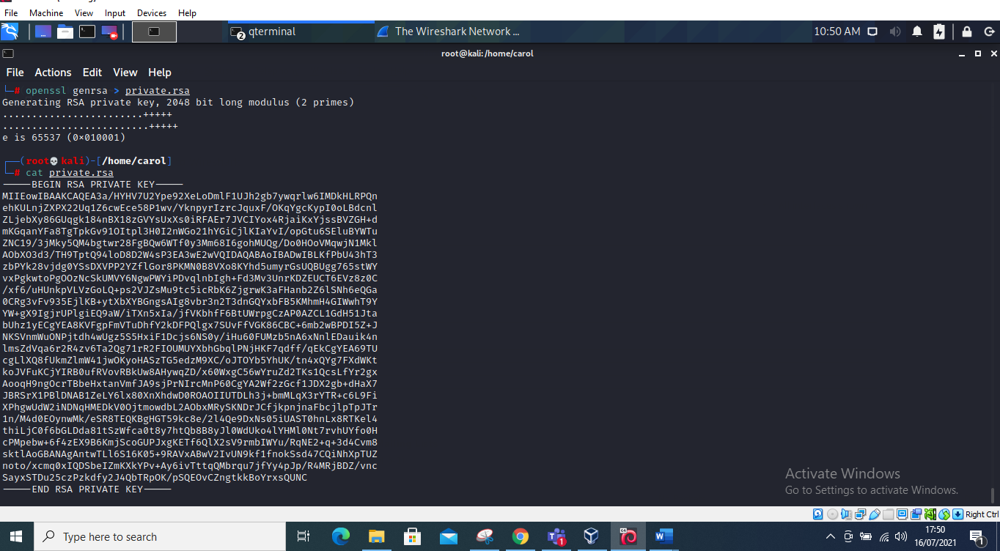 File Machine View Input Devices Help
2 qterminal The Wireshark Network ... 10:50 AM
root@kali: /home/carol
File Actions Edit View Help
└─# openssl genrsa > private.rsa
Generating RSA private key, 2048 bit long modulus (2 primes)
........................+++++
.........................+++++
e is 65537 (0×010001)
┌──(root💀kali)-[/home/carol]
└─# cat private.rsa
-----BEGIN RSA PRIVATE KEY-----
MIIEowIBAAKCAQEA3a/HYHV7U2Ype92XeLoDmlF1UJh2gb7ywqrlw6IMDkHLRPQn
ehKULnjZXPX22Uq1Z6cwEce58P1wv/YknpyrIzrcJquxF/OKqYgcKypI0oLBdcnl
ZLjebXy86GUqgk184nBX18zGVYsUxXs0iRFAEr7JVCIYox4RjaiKxYjssBVZGH+d
mKGqanYFa8TgTpkGv91OItpl3H0I2nWGo21hYGiCjlKIaYvI/opGtu6SEluBYWTu
ZNC19/3jMky5QM4bgtwr28FgBQw6WTf0y3Mm68I6gohMUQg/Do0HOoVMqwjN1Mkl
AObXO3d3/TH9TptQ94loD8D2W4sP3EA3wE2wVQIDAQABAoIBADwIBLKfPbU43hT3
zbPYk28vjdg0YSsDXVPP2YZflGor8PKMN0B8VXo8KYhd5umyrGsUQBUgg765stWY
vxPgkwtoPgOOzNcSkUMVY6NgwPWYiPDvqlnbIgh+Fd3Mv3UnrKDZEUCT6EVz8z0C
/xf6/uHUnkpVLVzGoLQ+ps2VJZsMu9tc5icRbK6ZjgrwK3aFHanb2Z6lSNh6eQGa
0CRg3vFv935EjlKB+ytXbXYBGngsAIg8vbr3n2T3dnGQYxbFB5KMhmH4GIWwhT9Y
YW+gX9IgjrUPlgiEQ9aW/iTXn5xIa/jfVKbhfF6BtUWrpgCzAP0AZCL1GdH51Jta
bUhz1yECgYEA8KVFgpFmVTuDhfY2kDFPQlgx7SUvFfVGK86CBC+6mb2wBPDI5Z+J
NKSVnmWuONPjtdh4wUgz5S5HxiF1Dcjs6NS0y/iHu60FUMzb5nA6xNnlEDauik4n
lmsZdVqa6r2R4zv6Ta2Qg71rR2FIOUMUYXbhGbqlPNjHKF7qdff/qEkCgYEA69TU
cgLlXQ8fUkmZlmW41jwOKyoHASzTG5edzM9XC/oJTOYb5YhUK/tn4xQYg7FXdWKt
koJVFuKCjYIRB0ufRVovRBkUw8AHywqZD/x60WxgC56wYruZd2TKs1QcsLfYr2gx
AooqH9ngOcrTBbeHxtanVmfJA9sjPrNIrcMnP60CgYA2Wf2zGcf1JDX2gb+dHaX7
JBRSrX1PBlDNAB1ZeLY6lx80XnXhdwD0ROAOIIUTDLh3j+bmMLqX3rYTR+c6L9Fi
XPhgwUdW2iNDNqHMEDkV0OjtmowdbL2AObxMRySKNDrJCfjkpnjnaFbcjlpTpJTr
1n/M4d0EOynwMk/eSR8TEQKBgHGT59kc8e/2l4Qe9DxNs05iUAST0hnLx8RTKel4
thiLjC0f6bGLDda81tSzWfca0t8y7htQb8B8yJl0WdUko4lYHMl0Nt7rvhUYfo0H
cPMpebw+6f4zEX9B6KmjScoGUPJxgKETf6QlX2sV9rmbIWYu/RqNE2+q+3d4Cvm8
sktlAoGBANAgAntwTLl6S16K05+9RAVxABwV2IvUN9kf1fnokSsd47CQiNhXpTUZ
noto/xcmq0xIQDSbeIZmKXkYPv+Ay6ivTttqQMbrqu7jfYy4pJp/R4MRjBDZ/vnc
SayxSTDu25czPzkdfy2J4QbTRpOK/pSQEOvCZngtkkBoYrxsQUNC
-----END RSA PRIVATE KEY-----
Activate Windows
Go to Settings to activate Windows.
Right Ctrl
Type here to search
17:50
16/07/2021